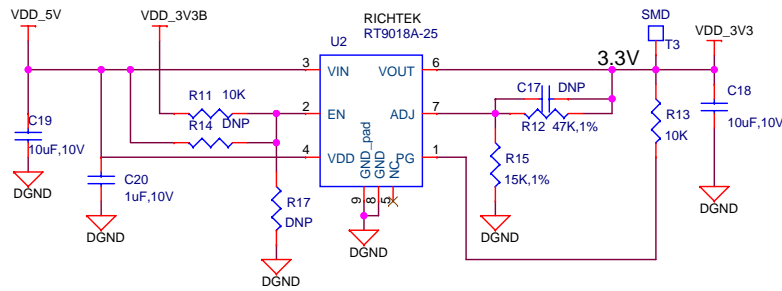 VDD_5V
VDD_3V3B
RICHTEK
RT9018A-25
U2
SMD
T3
VDD_3V3
3
VIN
VOUT
6
3.3V
C17
DNP
R11
10K
2
EN
ADJ
7
R12
47K,1%
R13
10K
C18
10uF,10V
C19
10uF,10V
R14
DNP
4
VDD
PG
1
GND_pad
GND
NC
R15
15K,1%
C20
1uF,10V
R17
DNP
9
8
5
DGND
DGND
DGND
DGND
DGND
DGND